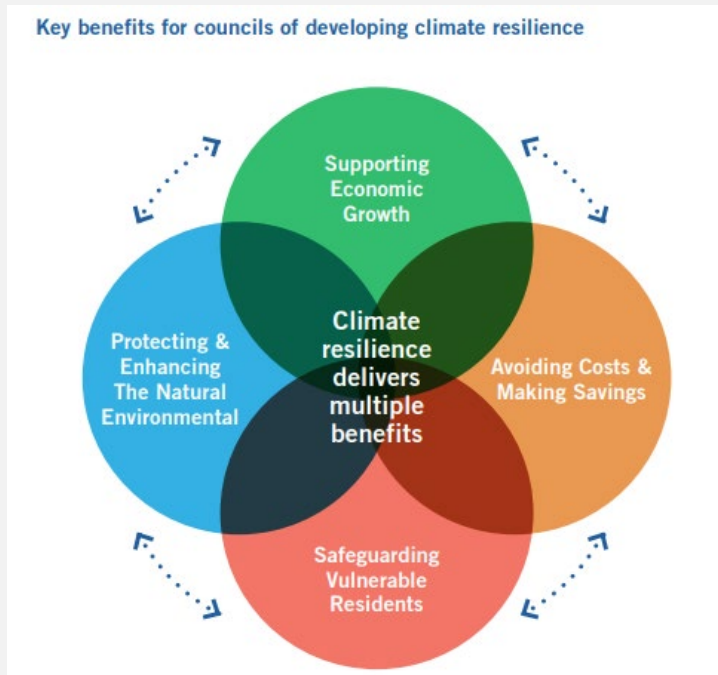 Key benefits for councils of developing climate resilience
Supporting
Economic
Growth
Protecting &
Enhancing
The Natural
Environmental
Climate
resilience
delivers
multiple
benefits
Avoiding Costs &
Making Savings
Safeguarding
Vulnerable
Residents